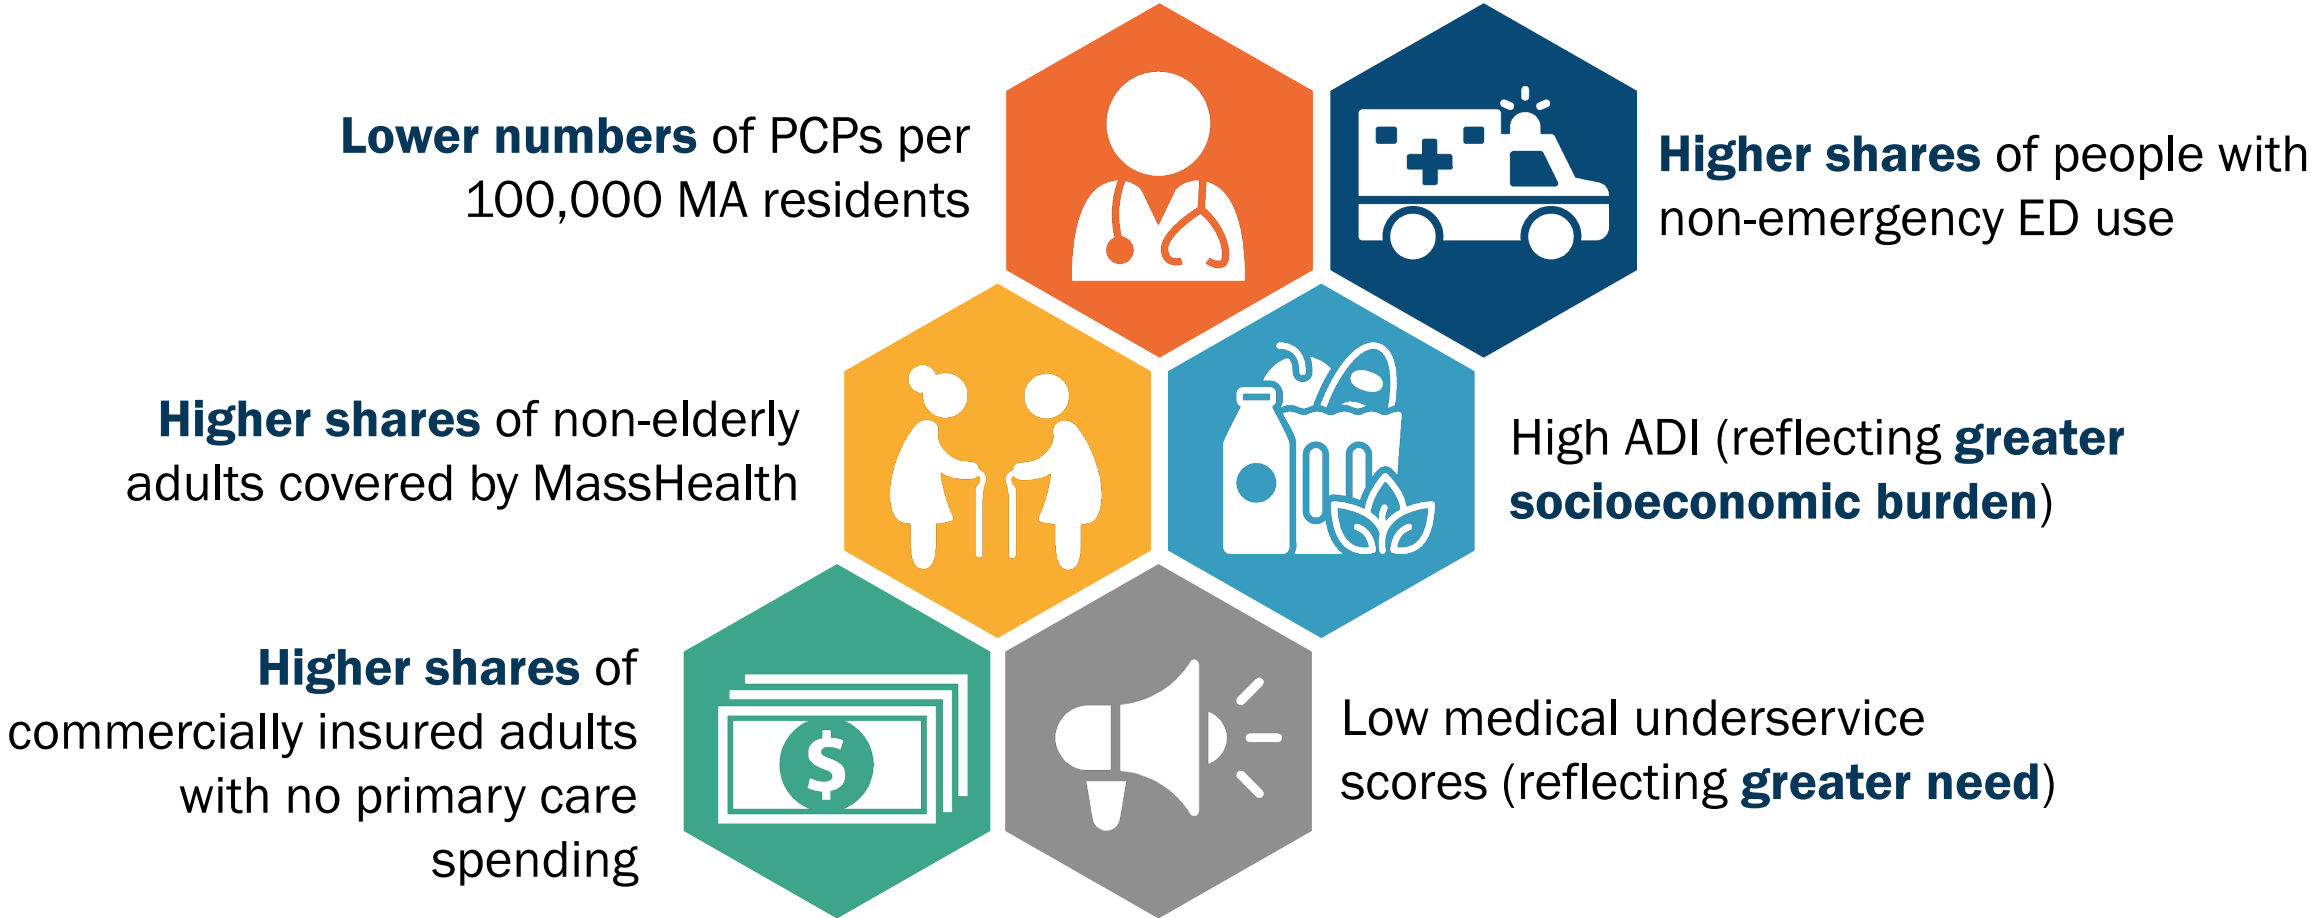 Lower numbers of PCPs per
100,000 MA residents
Higher shares of people with
non-emergency ED use
Higher shares of non-elderly
adults covered by MassHealth
High ADI (reflecting greater
socioeconomic burden)
Higher shares of
commercially insured adults
with no primary care
spending
$
Low medical underservice
scores (reflecting greater need)